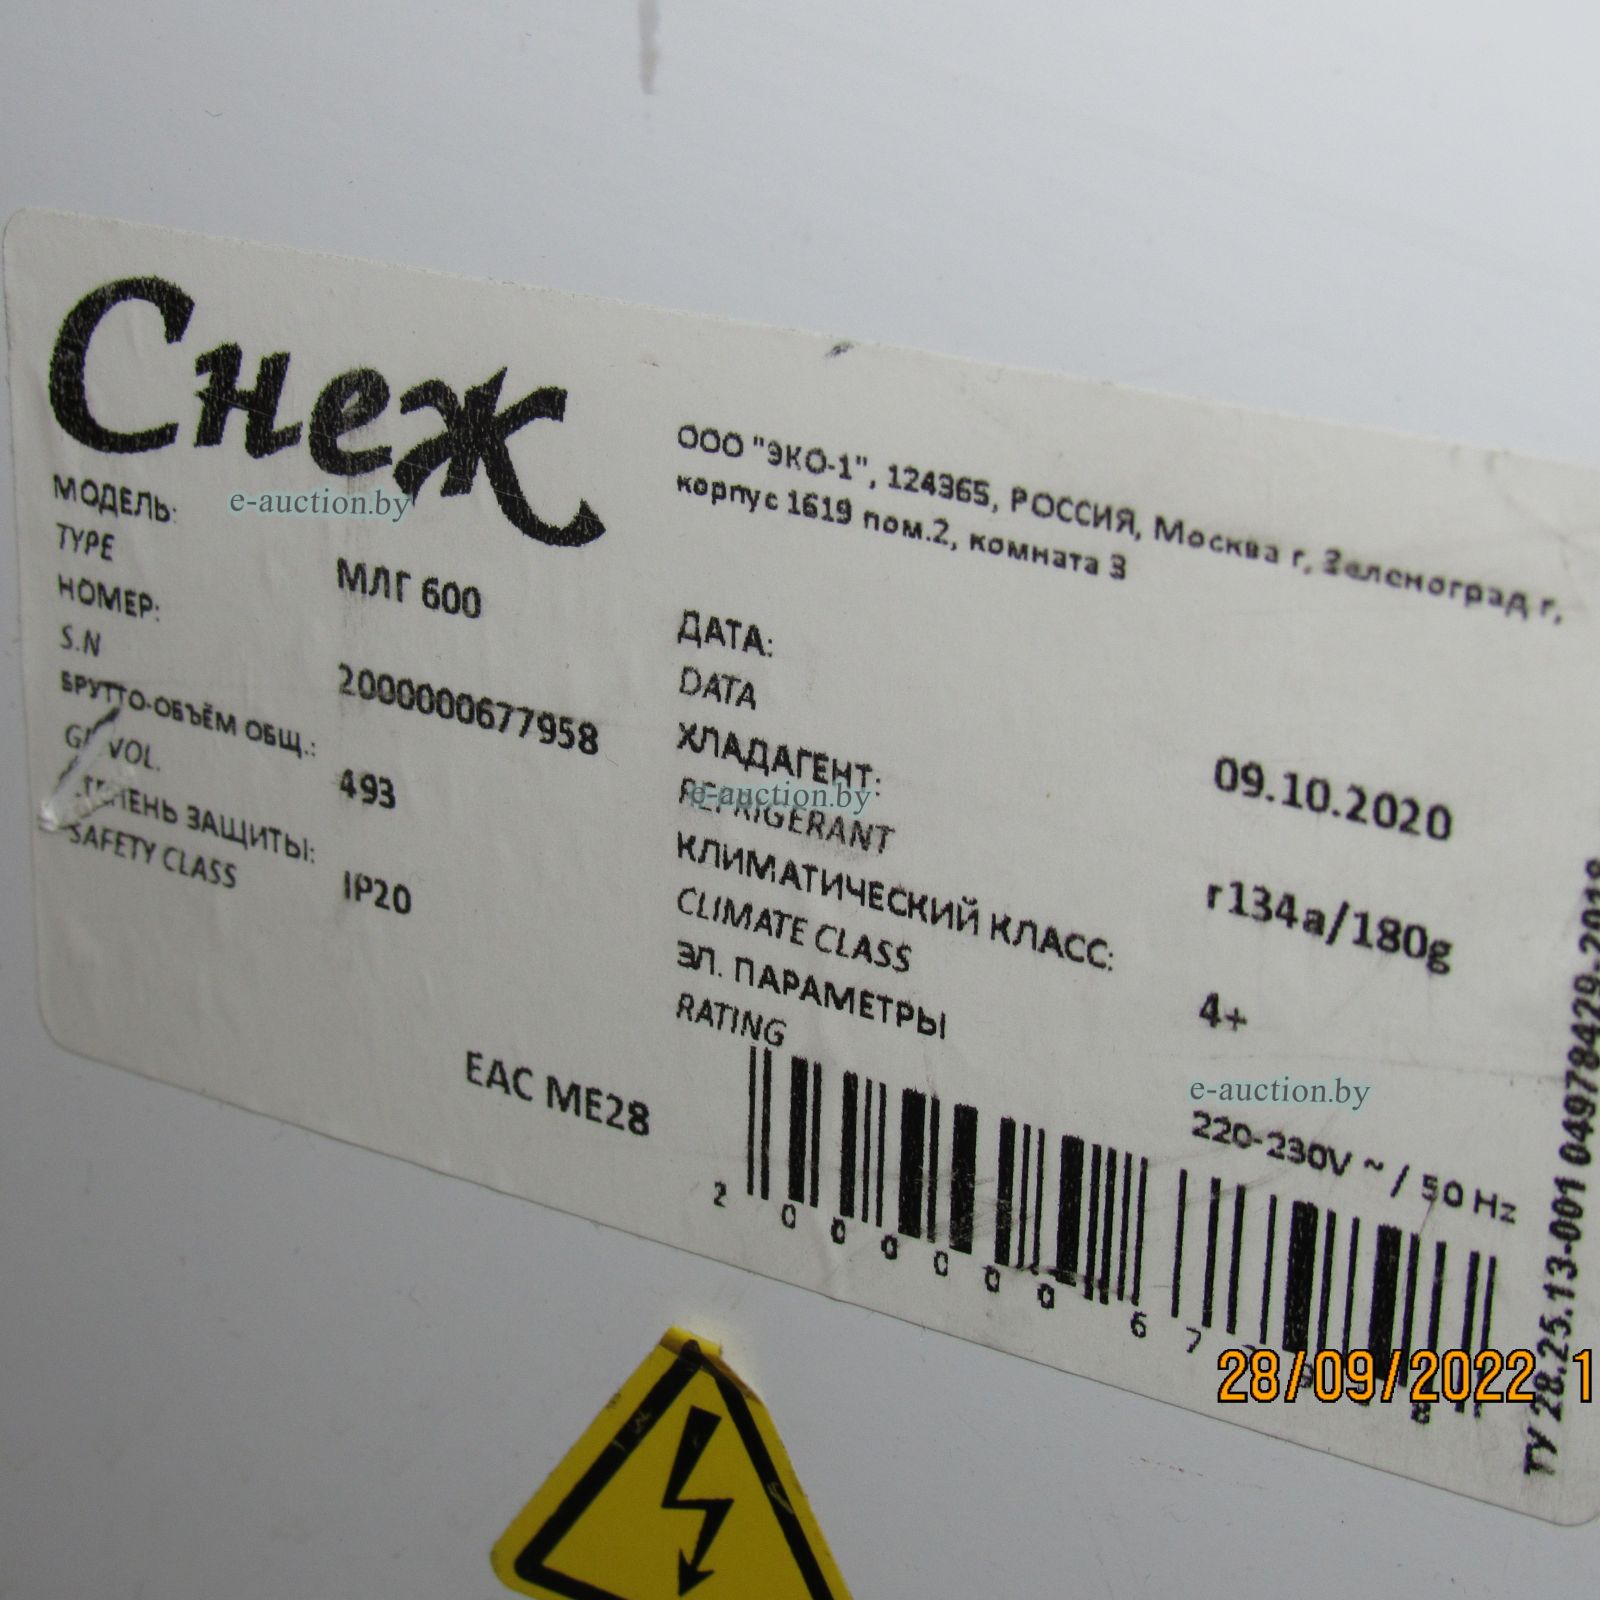 Снеж
ООО "ЭКО-1", 124365, РОССИЯ, Москва г, Зеленоград г,
корпус 1619 пом.2, комната 3
МОДЕЛЬ:
TYPE
МЛГ 600
НОМЕР:
S.N
2000000677958
БРУТТО-ОБЪЁМ ОБЩ.:
VOL.
493
ЗАЩИТЫ:
SAFETY CLASS
IP20
ДАТА:
DATA
09.10.2020
ХЛАДАГЕНТ:
REFRIGERANT
r134a/180g
КЛИМАТИЧЕСКИЙ КЛАСС:
CLIMATE CLASS
4+
ЭЛ. ПАРАМЕТРЫ
RATING
220-230V ~ / 50 Hz
EAC ME28
2 0 0 0 0 0 0 6 7
ТУ 28.25.13-001 04978429-2018
e-auction.by
e-auction.by
e-auction.by
28/09/2022 1